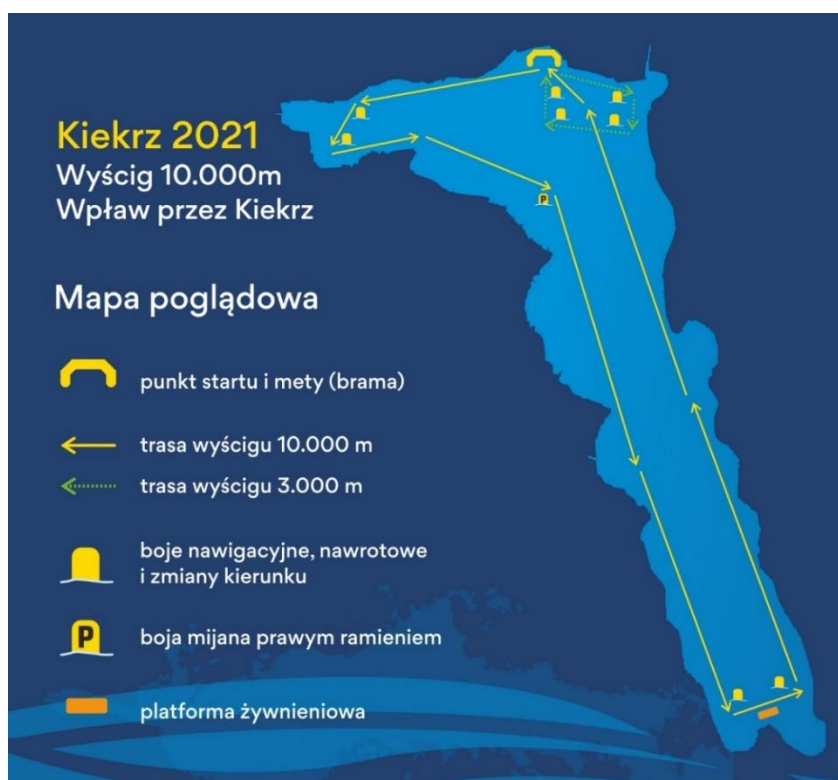 Kiekrz 2021
Wyścig 10.000m
Wpław przez Kiekrz
Mapa poglądowa
punkt startu i mety (brama)
trasa wyścigu 10.000 m
trasa wyścigu 3.000 m
boje nawigacyjne, nawrotowe
i zmiany kierunku
P
boja mijana prawym ramieniem
platforma żywnieniowa
P